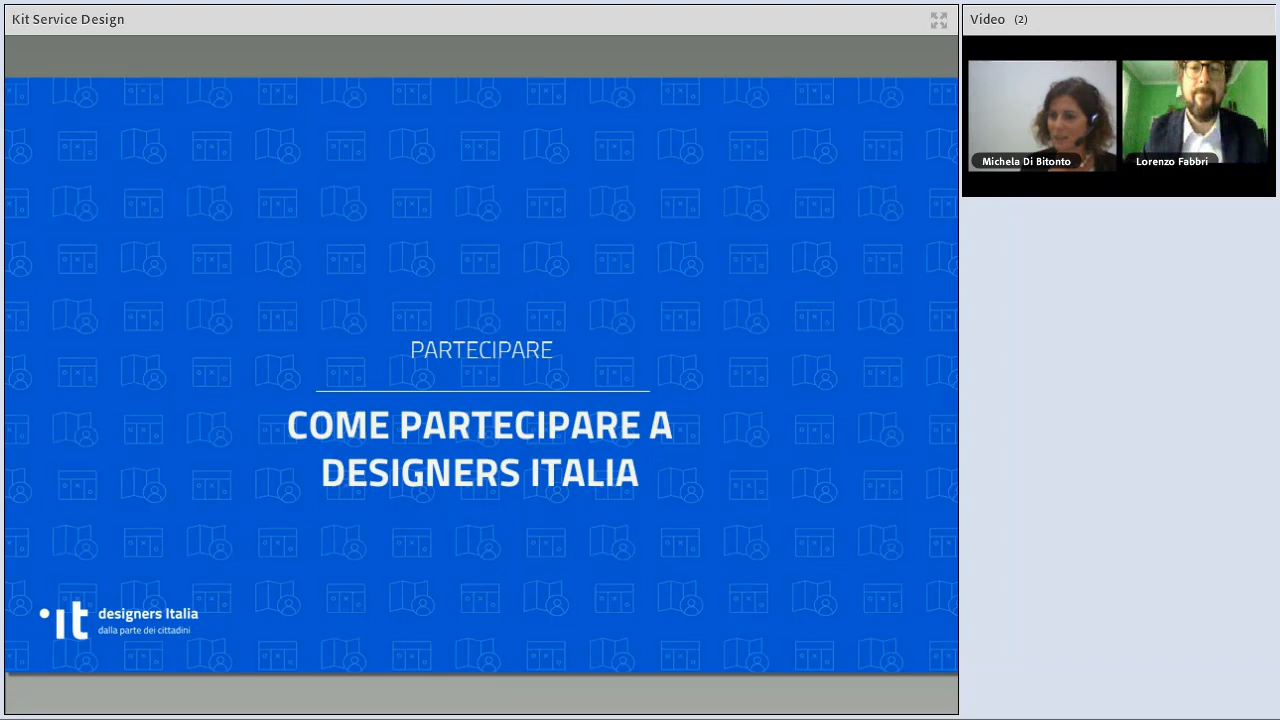 Kit Service Design
Video (2)
Michela Di Bitonto
Lorenzo Fabbri
PARTECIPARE
COME PARTECIPARE A
DESIGNERS ITALIA
it
designers Italia
dalla parte dei cittadini